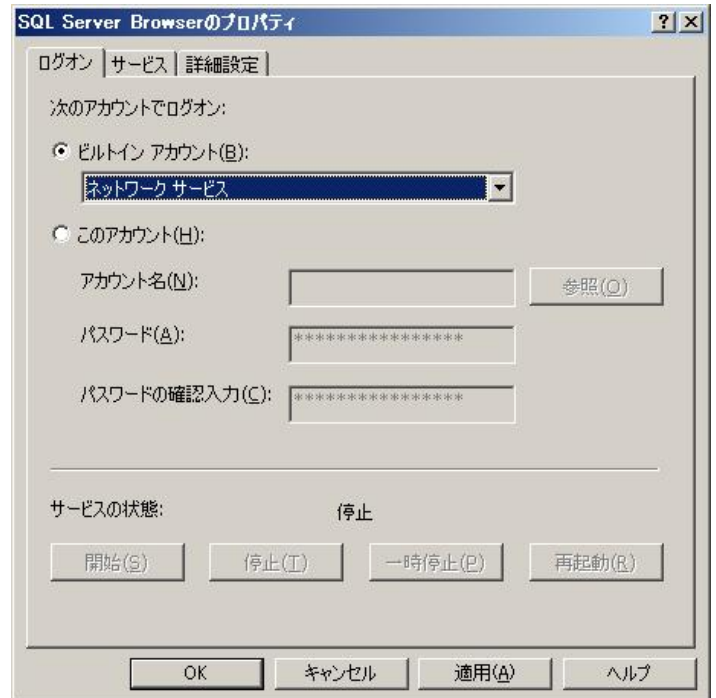 SQL Server Browserのプロパティ
ログオン サービス 詳細設定
次のアカウントでログオン:
ビルトイン アカウント(B):
ネットワーク サービス
このアカウント(H):
アカウント名(N):
参照(O)
パスワード(A): ****************
パスワードの確認入力(C): ****************
サービスの状態: 停止
開始(S) 停止(T) 一時停止(P) 再起動(R)
OK キャンセル 適用(A) ヘルプ